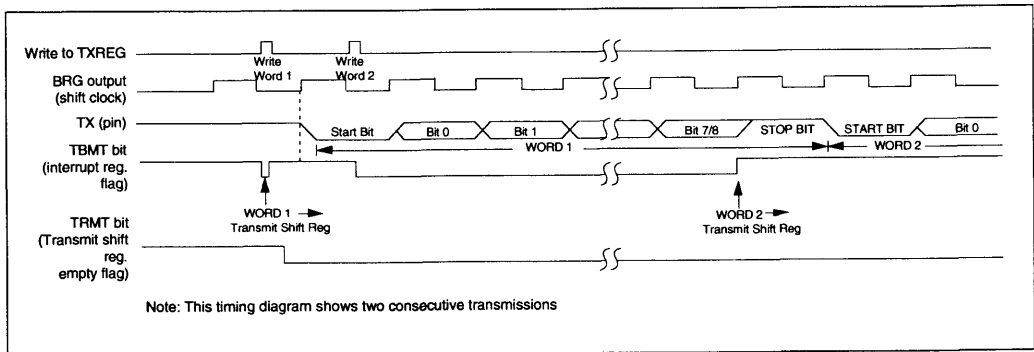 Write to TXREG
Write
Word 1
Write
Word 2
BRG output
(shift clock)
TX (pin)
Start Bit
Bit 0
Bit 1
Bit 7/8
STOP BIT
START BIT
Bit 0
WORD 1
WORD 2
TBMT bit
(interrupt reg.
flag)
WORD 1
Transmit Shift Reg
WORD 2
Transmit Shift Reg
TRMT bit
(Transmit shift
reg.
empty flag)
Note: This timing diagram shows two consecutive transmissions